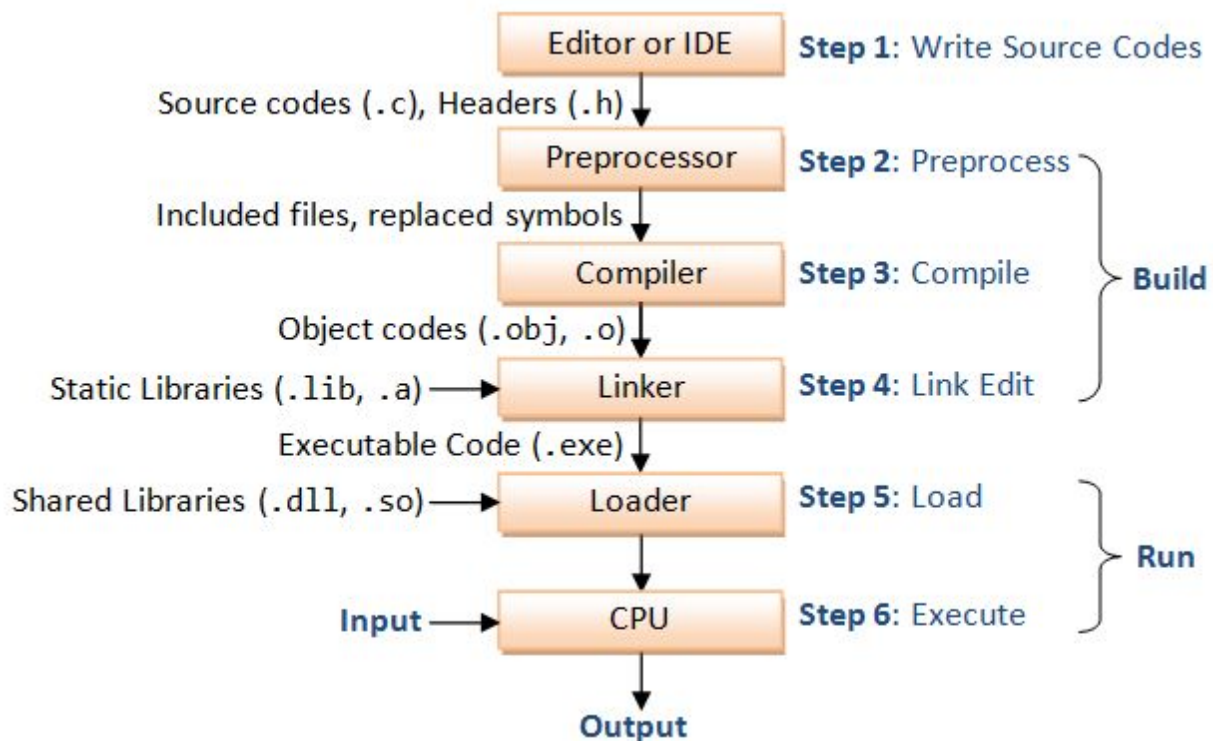 Editor or IDE
Step 1: Write Source Codes
Source codes (.c), Headers (.h)
Preprocessor
Step 2: Preprocess
Included files, replaced symbols
Compiler
Step 3: Compile
Build
Object codes (.obj, .o)
Static Libraries (.lib, .a)
Linker
Step 4: Link Edit
Executable Code (.exe)
Shared Libraries (.dll, .so)
Loader
Step 5: Load
Run
Input
CPU
Step 6: Execute
Output